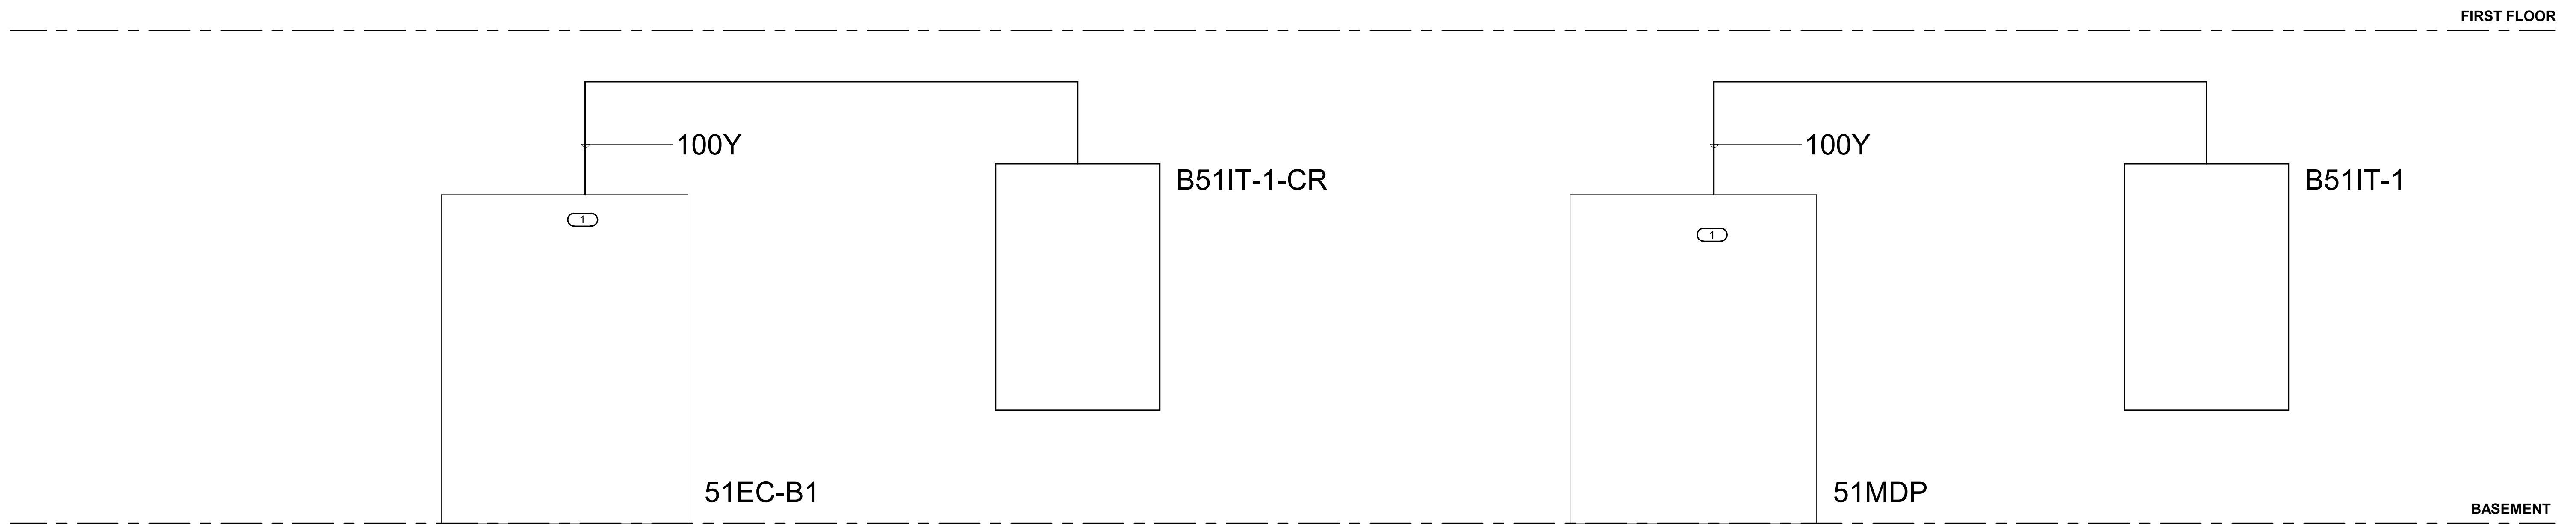 FIRST FLOOR
100Y
100Y
B51IT-1-CR
B51IT-1
1
1
51EC-B1
51MDP
BASEMENT